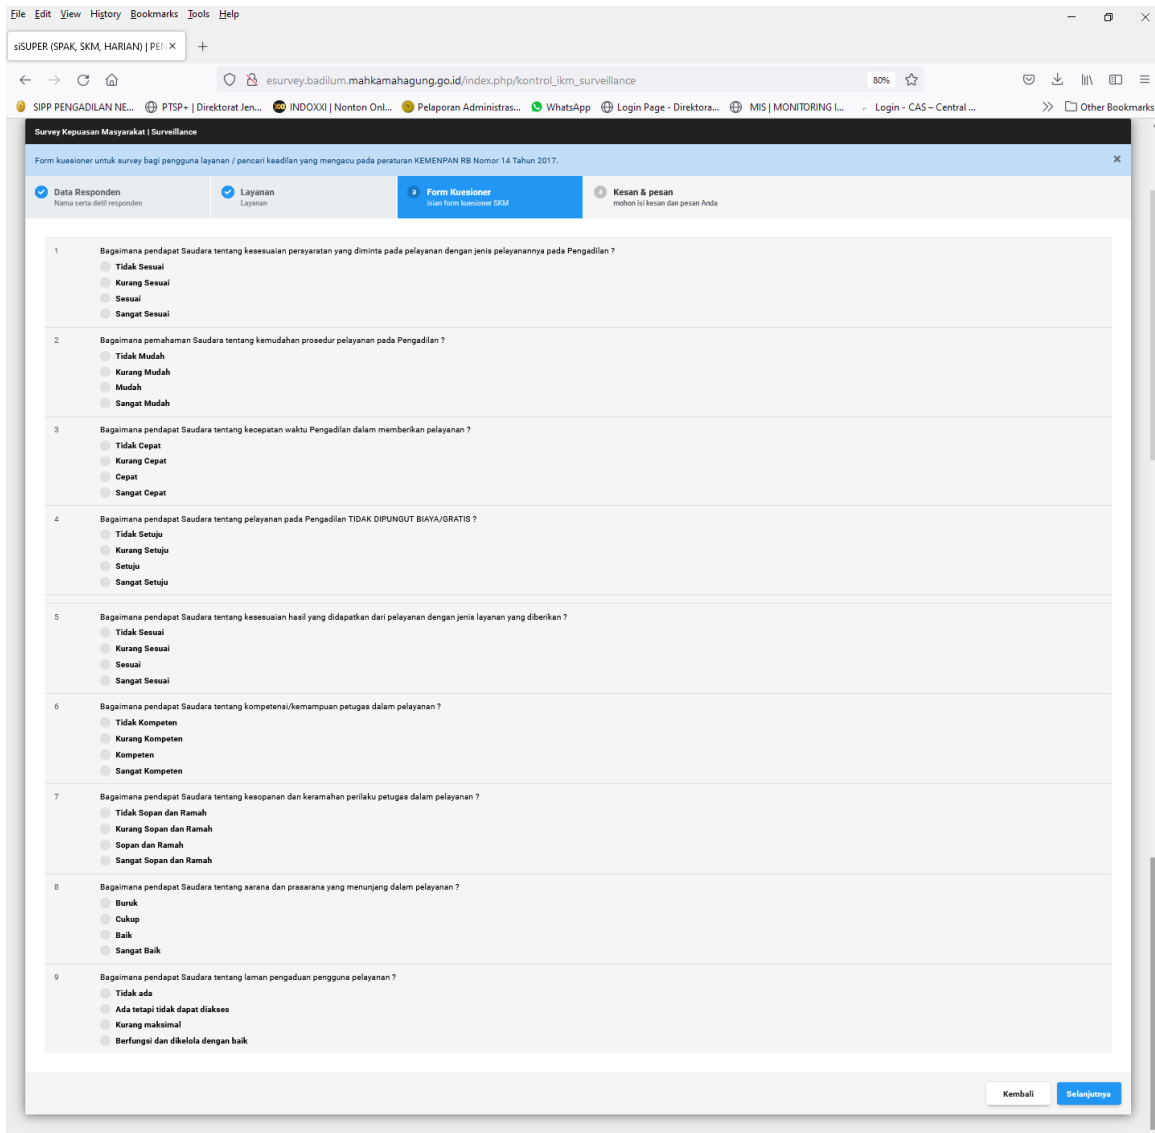 File Edit View History Bookmarks Tools Help
siSUPER (SPAK, SKM, HARIAN) | PEN
esurvey.badilum.mahkamahagung.go.id/index.php/kontrol_ikm_surveillance 80%
SIPP PENGADILAN NE... PTSP+ | Direktorat Jen... INDOXXI | Nonton Onl... Pelaporan Administras... WhatsApp Login Page - Direktora... MIS | MONITORING I... Login - CAS – Central ... Other Bookmarks
Survey Kepuasan Masyarakat | Surveillance
Form kuesioner untuk survey bagi pengguna layanan / pencari keadilan yang mengacu pada peraturan KEMENPAN RB Nomor 14 Tahun 2017.
Data Responden
Nama serta detil responden
Layanan
Layanan
3 Form Kuesioner
isian form kuesioner SKM
4 Kesan & pesan
mohon isi kesan dan pesan Anda
1 Bagaimana pendapat Saudara tentang kesesuaian persyaratan yang diminta pada pelayanan dengan jenis pelayanannya pada Pengadilan ?
Tidak Sesuai
Kurang Sesuai
Sesuai
Sangat Sesuai
2 Bagaimana pemahaman Saudara tentang kemudahan prosedur pelayanan pada Pengadilan ?
Tidak Mudah
Kurang Mudah
Mudah
Sangat Mudah
3 Bagaimana pendapat Saudara tentang kecepatan waktu Pengadilan dalam memberikan pelayanan ?
Tidak Cepat
Kurang Cepat
Cepat
Sangat Cepat
4 Bagaimana pendapat Saudara tentang pelayanan pada Pengadilan TIDAK DIPUNGUT BIAYA/GRATIS ?
Tidak Setuju
Kurang Setuju
Setuju
Sangat Setuju
5 Bagaimana pendapat Saudara tentang kesesuaian hasil yang didapatkan dari pelayanan dengan jenis layanan yang diberikan ?
Tidak Sesuai
Kurang Sesuai
Sesuai
Sangat Sesuai
6 Bagaimana pendapat Saudara tentang kompetensi/kemampuan petugas dalam pelayanan ?
Tidak Kompeten
Kurang Kompeten
Kompeten
Sangat Kompeten
7 Bagaimana pendapat Saudara tentang kesopanan dan keramahan perilaku petugas dalam pelayanan ?
Tidak Sopan dan Ramah
Kurang Sopan dan Ramah
Sopan dan Ramah
Sangat Sopan dan Ramah
8 Bagaimana pendapat Saudara tentang sarana dan prasarana yang menunjang dalam pelayanan ?
Buruk
Cukup
Baik
Sangat Baik
9 Bagaimana pendapat Saudara tentang laman pengaduan pengguna pelayanan ?
Tidak ada
Ada tetapi tidak dapat diakses
Kurang maksimal
Berfungsi dan dikelola dengan baik
Kembali Selanjutnya